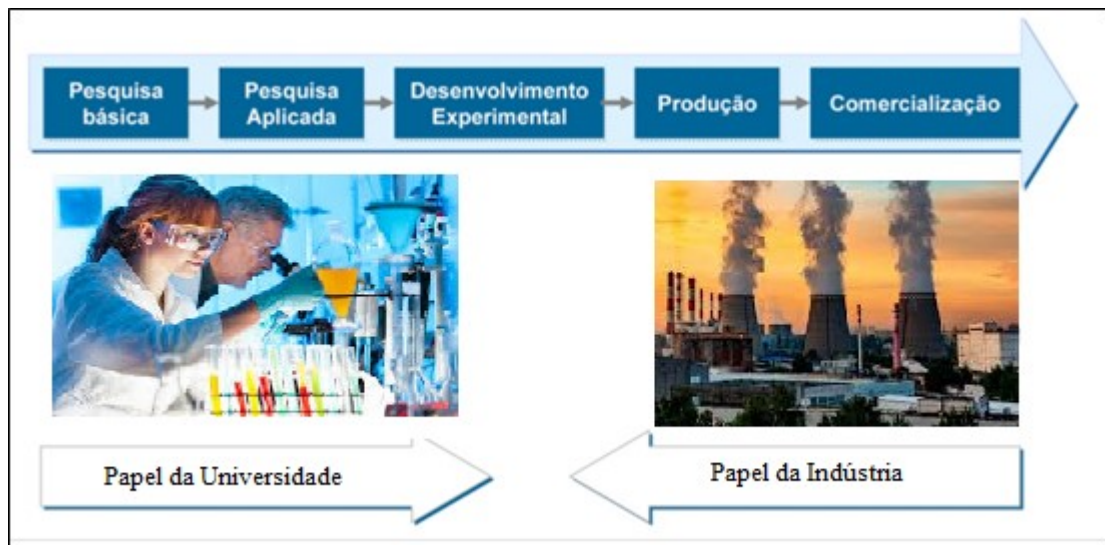 Pesquisa
básica
Pesquisa
Aplicada
Desenvolvimento
Experimental
Produção
Comercialização
Papel da Universidade
Papel da Indústria